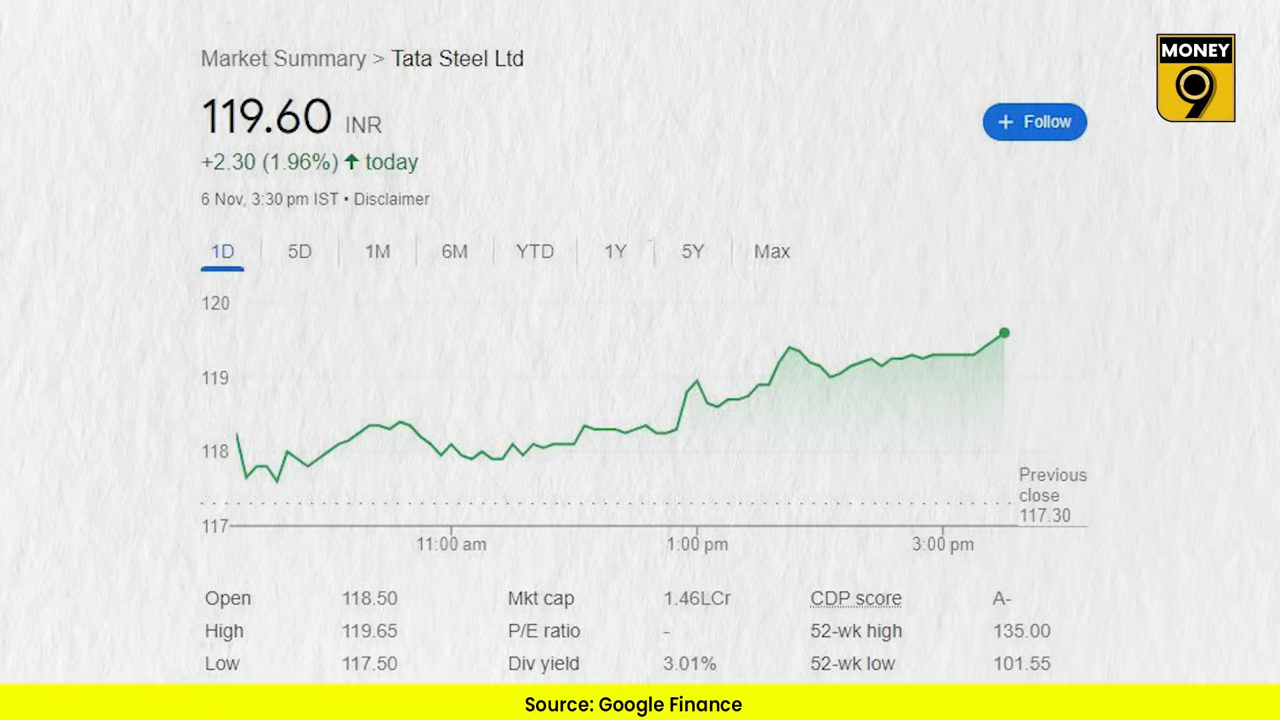 MONEY
9
Market Summary > Tata Steel Ltd
119.60 INR
+ Follow
+2.30 (1.96%) ↑ today
6 Nov, 3:30 pm IST • Disclaimer
1D 5D 1M 6M YTD 1Y 5Y Max
120
119
118
117
Previous
close
117.30
11:00 am 1:00 pm 3:00 pm
Open 118.50 Mkt cap 1.46LCr CDP score A-
High 119.65 P/E ratio - 52-wk high 135.00
Low 117.50 Div yield 3.01% 52-wk low 101.55
Source: Google Finance